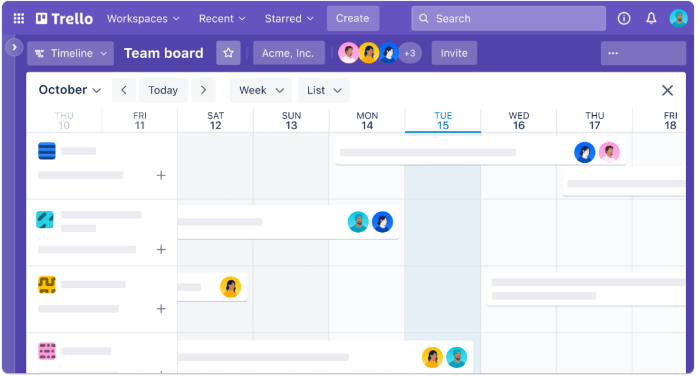 Trello Workspaces Recent Starred Create Search
Timeline Team board Acme, Inc. +3 Invite
October Today Week List
THU FRI SAT SUN MON TUE WED THU FRI
10 11 12 13 14 15 16 17 18